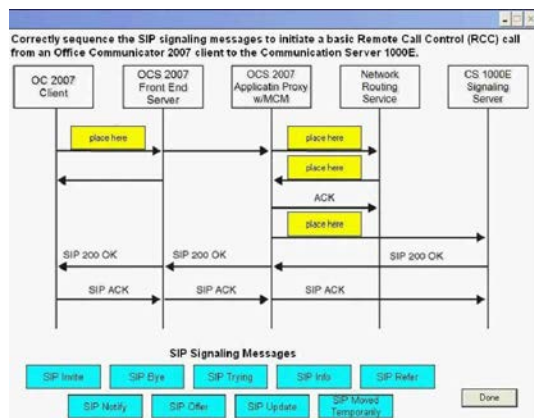 Correctly sequence the SIP signaling messages to initiate a basic Remote Call Control (RCC) call
from an Office Communicator 2007 client to the Communication Server 1000E.
OC 2007
Client
OCS 2007
Front End
Server
OCS 2007
Applicatin Proxy
w/MCM
Network
Routing
Service
CS 1000E
Signaling
Server
place here
place here
place here
ACK
place here
SIP 200 OK
SIP 200 OK
SIP 200 OK
SIP ACK
SIP ACK
SIP ACK
SIP Signaling Messages
SIP Invite
SIP Bye
SIP Trying
SIP Info
SIP Refer
SIP Notify
SIP Offer
SIP Update
SIP Moved
Temporarily
Done